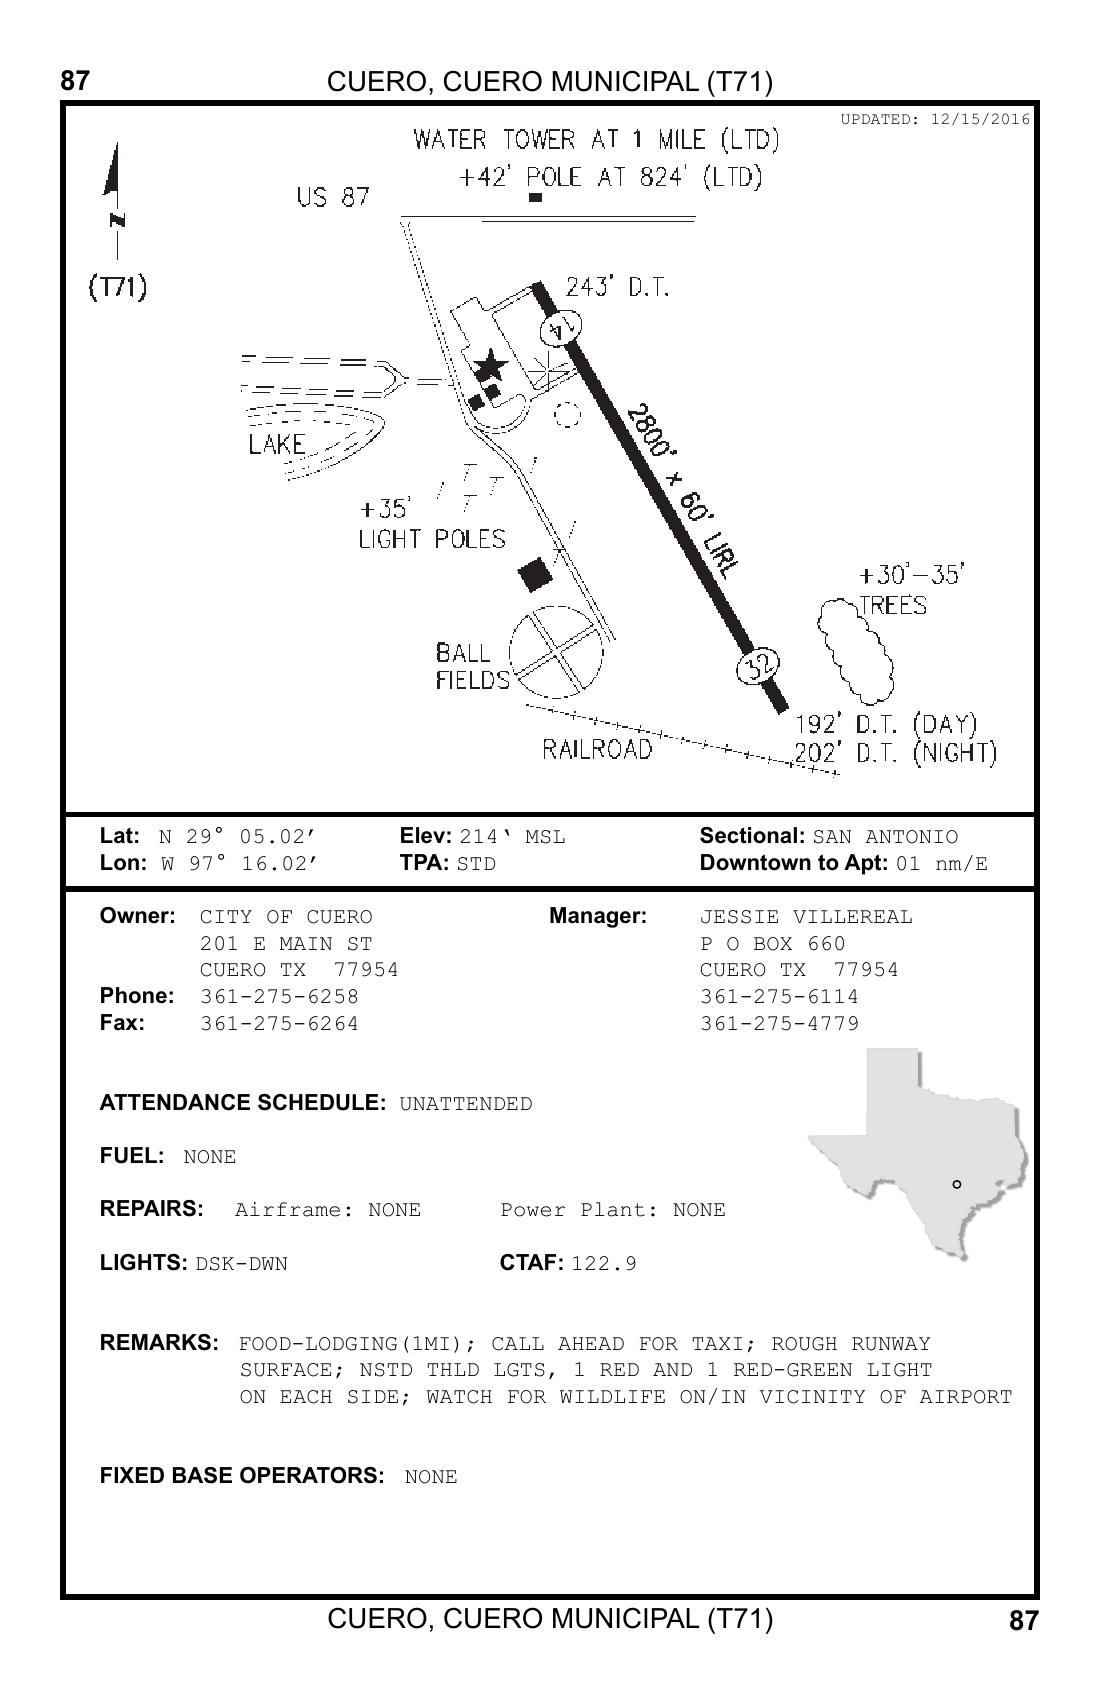 87
CUERO, CUERO MUNICIPAL (T71)
UPDATED: 12/15/2016
WATER TOWER AT 1 MILE (LTD)
+42' POLE AT 824' (LTD)
US 87
N
(T71)
243' D.T.
14
2800' x 60' LIRL
LAKE
+35'
LIGHT POLES
+30'-35'
TREES
BALL
FIELDS
32
192' D.T. (DAY)
202' D.T. (NIGHT)
RAILROAD
Lat: N 29° 05.02′ Elev: 214‘ MSL Sectional: SAN ANTONIO
Lon: W 97° 16.02′ TPA: STD Downtown to Apt: 01 nm/E
Owner: CITY OF CUERO Manager: JESSIE VILLEREAL
201 E MAIN ST P O BOX 660
CUERO TX 77954 CUERO TX 77954
Phone: 361-275-6258 361-275-6114
Fax: 361-275-6264 361-275-4779
ATTENDANCE SCHEDULE: UNATTENDED
FUEL: NONE
REPAIRS: Airframe: NONE Power Plant: NONE
LIGHTS: DSK-DWN CTAF: 122.9
REMARKS: FOOD-LODGING(1MI); CALL AHEAD FOR TAXI; ROUGH RUNWAY
SURFACE; NSTD THLD LGTS, 1 RED AND 1 RED-GREEN LIGHT
ON EACH SIDE; WATCH FOR WILDLIFE ON/IN VICINITY OF AIRPORT
FIXED BASE OPERATORS: NONE
CUERO, CUERO MUNICIPAL (T71)
87